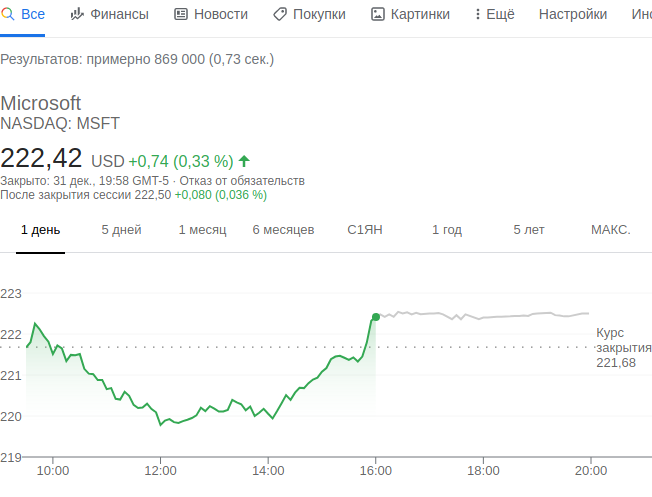 Все Финансы Новости Покупки Картинки Ещё Настройки Инс
Результатов: примерно 869 000 (0,73 сек.)
Microsoft
NASDAQ: MSFT
222,42 USD +0,74 (0,33 %)
Закрыто: 31 дек., 19:58 GMT-5 · Отказ от обязательств
После закрытия сессии 222,50 +0,080 (0,036 %)
1 день 5 дней 1 месяц 6 месяцев С1ЯН 1 год 5 лет МАКС.
223
222
221
220
219
Курс
закрытия
221,68
10:00 12:00 14:00 16:00 18:00 20:00